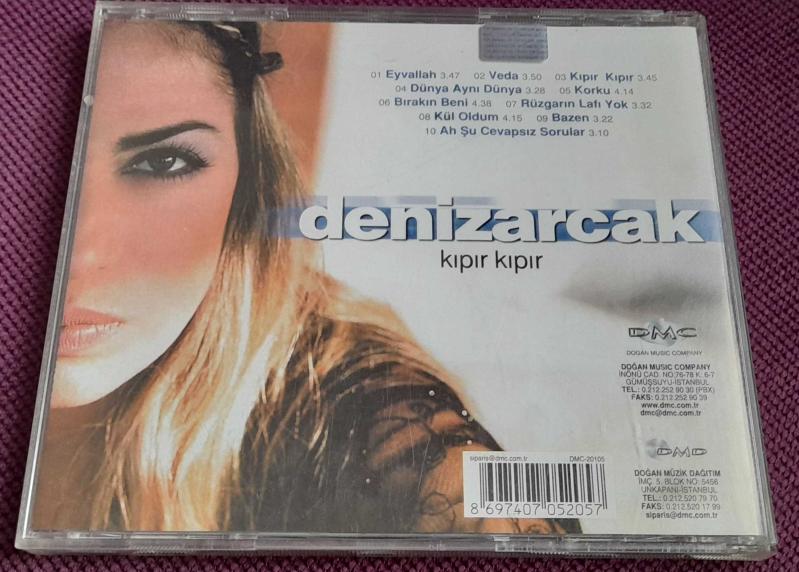 01 Eyvallah 3.47 02 Veda 3.50 03 Kıpır Kıpır 3.45
04 Dünya Aynı Dünya 3.28 05 Korku 4.14
06 Bırakın Beni 4.38 07 Rüzgarın Lafı Yok 3.32
08 Kül Oldum 4.15 09 Bazen 3.22
10 Ah Şu Cevapsız Sorular 3.10
denizarcak
kıpır kıpır
DMC
DOĞAN MUSIC COMPANY
DOĞAN MUSIC COMPANY
İNÖNÜ CAD. NO:76-78 K. 6-7
GÜMÜŞSUYU-İSTANBUL
TEL.: 0.212.252 90 30 (PBX)
FAKS: 0.212.252 90 39
www.dmc.com.tr
dmc@dmc.com.tr
DMD
DOĞAN MÜZİK DAĞITIM
İMÇ. 5. BLOK NO: 5456
UNKAPANI-İSTANBUL
TEL.: 0.212.520 79 70
FAKS: 0.212.520 17 99
siparis@dmc.com.tr
siparis@dmc.com.tr DMC-20105
8 697407 052057